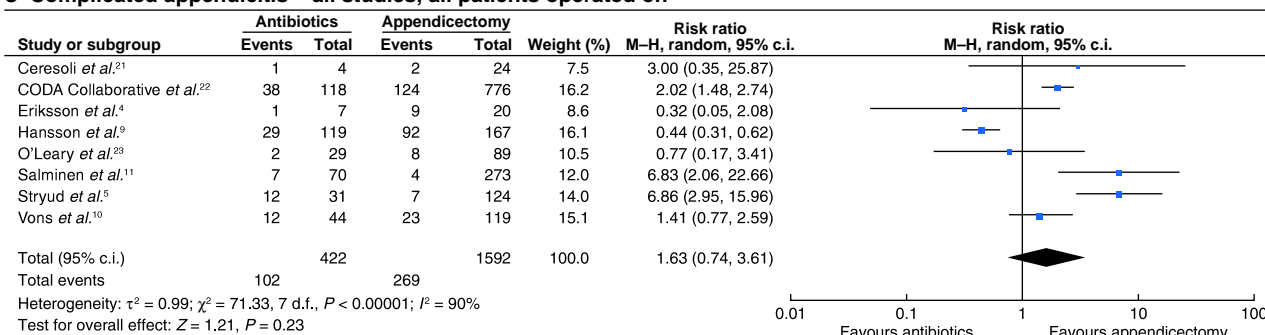 Antibiotics Appendicectomy Risk ratio Risk ratio
Study or subgroup Events Total Events Total Weight (%) M–H, random, 95% c.i. M–H, random, 95% c.i.
Ceresoli et al.21 1 4 2 24 7.5 3.00 (0.35, 25.87)
CODA Collaborative et al.22 38 118 124 776 16.2 2.02 (1.48, 2.74)
Eriksson et al.4 1 7 9 20 8.6 0.32 (0.05, 2.08)
Hansson et al.9 29 119 92 167 16.1 0.44 (0.31, 0.62)
O'Leary et al.23 2 29 8 89 10.5 0.77 (0.17, 3.41)
Salminen et al.11 7 70 4 273 12.0 6.83 (2.06, 22.66)
Stryud et al.5 12 31 7 124 14.0 6.86 (2.95, 15.96)
Vons et al.10 12 44 23 119 15.1 1.41 (0.77, 2.59)
Total (95% c.i.) 422 1592 100.0 1.63 (0.74, 3.61)
Total events 102 269
Heterogeneity: τ2 = 0.99; χ2 = 71.33, 7 d.f., P < 0.00001; I2 = 90%
Test for overall effect: Z = 1.21, P = 0.23
0.01 0.1 1 10 100
Favours antibiotics Favours appendicectomy